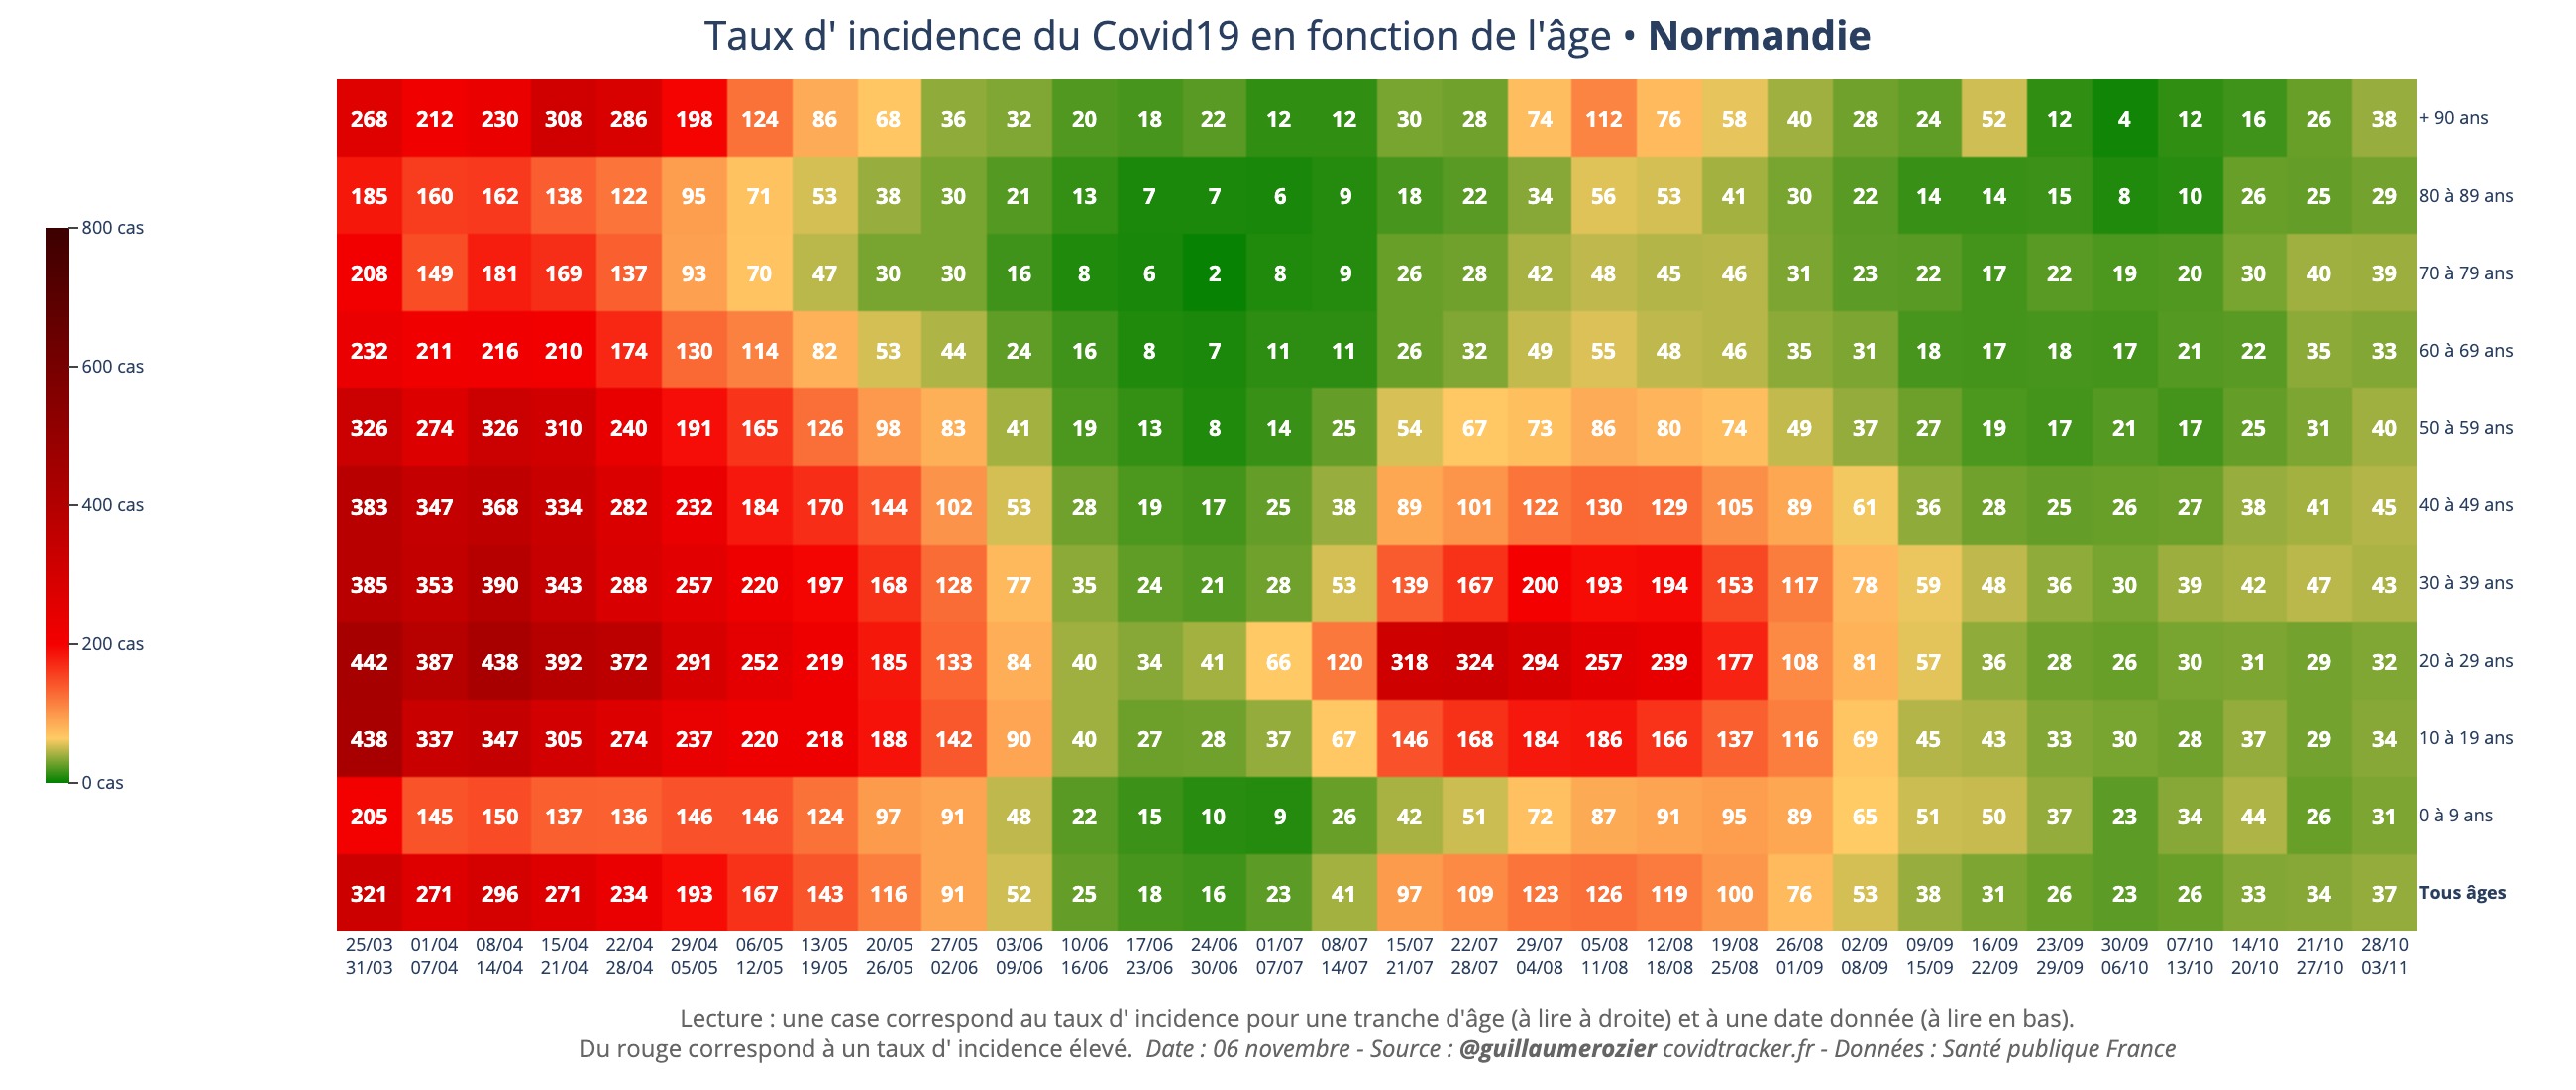 Taux d' incidence du Covid19 en fonction de l'âge • Normandie
268 212 230 308 286 198 124 86 68 36 32 20 18 22 12 12 30 28 74 112 76 58 40 28 24 52 12 4 12 16 26 38 + 90 ans
185 160 162 138 122 95 71 53 38 30 21 13 7 7 6 9 18 22 34 56 53 41 30 22 14 14 15 8 10 26 25 29 80 à 89 ans
208 149 181 169 137 93 70 47 30 30 16 8 6 2 8 9 26 28 42 48 45 46 31 23 22 17 22 19 20 30 40 39 70 à 79 ans
232 211 216 210 174 130 114 82 53 44 24 16 8 7 11 11 26 32 49 55 48 46 35 31 18 17 18 17 21 22 35 33 60 à 69 ans
326 274 326 310 240 191 165 126 98 83 41 19 13 8 14 25 54 67 73 86 80 74 49 37 27 19 17 21 17 25 31 40 50 à 59 ans
383 347 368 334 282 232 184 170 144 102 53 28 19 17 25 38 89 101 122 130 129 105 89 61 36 28 25 26 27 38 41 45 40 à 49 ans
385 353 390 343 288 257 220 197 168 128 77 35 24 21 28 53 139 167 200 193 194 153 117 78 59 48 36 30 39 42 47 43 30 à 39 ans
442 387 438 392 372 291 252 219 185 133 84 40 34 41 66 120 318 324 294 257 239 177 108 81 57 36 28 26 30 31 29 32 20 à 29 ans
438 337 347 305 274 237 220 218 188 142 90 40 27 28 37 67 146 168 184 186 166 137 116 69 45 43 33 30 28 37 29 34 10 à 19 ans
205 145 150 137 136 146 146 124 97 91 48 22 15 10 9 26 42 51 72 87 91 95 89 65 51 50 37 23 34 44 26 31 0 à 9 ans
321 271 296 271 234 193 167 143 116 91 52 25 18 16 23 41 97 109 123 126 119 100 76 53 38 31 26 23 26 33 34 37 Tous âges
25/03 01/04 08/04 15/04 22/04 29/04 06/05 13/05 20/05 27/05 03/06 10/06 17/06 24/06 01/07 08/07 15/07 22/07 29/07 05/08 12/08 19/08 26/08 02/09 09/09 16/09 23/09 30/09 07/10 14/10 21/10 28/10
31/03 07/04 14/04 21/04 28/04 05/05 12/05 19/05 26/05 02/06 09/06 16/06 23/06 30/06 07/07 14/07 21/07 28/07 04/08 11/08 18/08 25/08 01/09 08/09 15/09 22/09 29/09 06/10 13/10 20/10 27/10 03/11
800 cas
600 cas
400 cas
200 cas
0 cas
Lecture : une case correspond au taux d' incidence pour une tranche d'âge (à lire à droite) et à une date donnée (à lire en bas).
Du rouge correspond à un taux d' incidence élevé. Date : 06 novembre - Source : @guillaumerozier covidtracker.fr - Données : Santé publique France